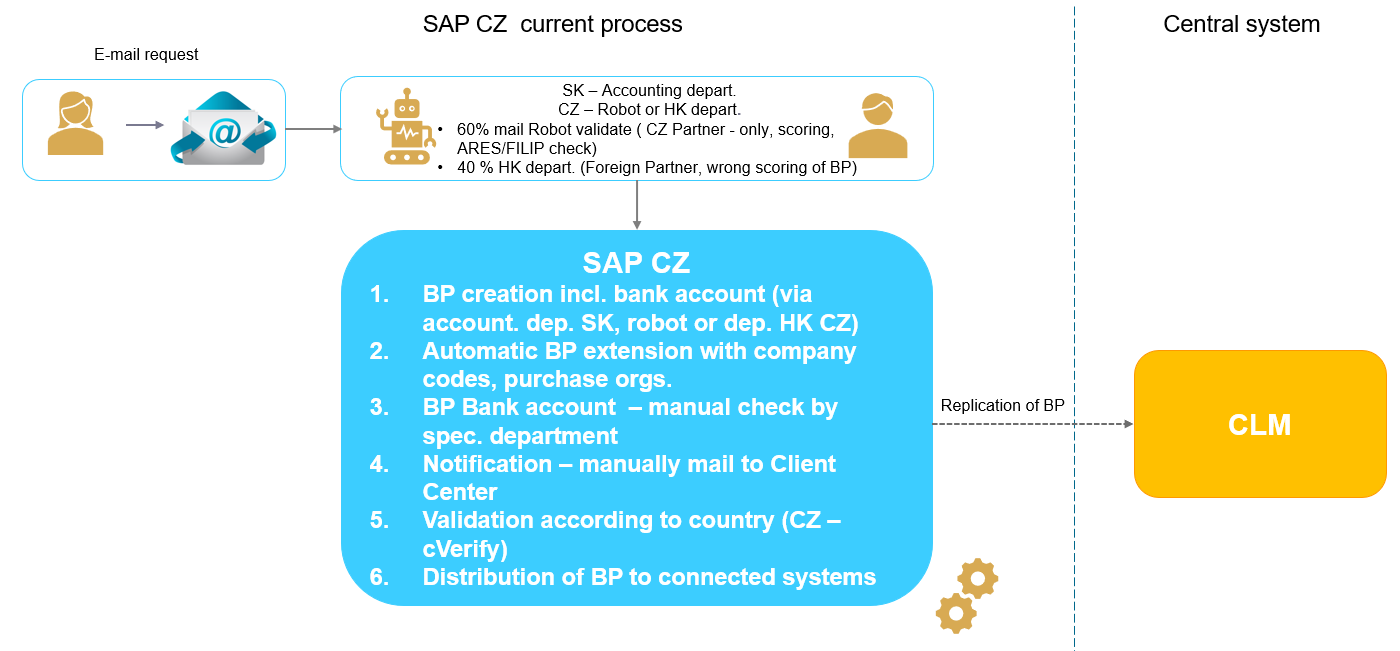 SAP CZ  current process
Central system
E-mail request
@
SK – Accounting depart.
CZ – Robot or HK depart.
• 60% mail Robot validate ( CZ Partner - only, scoring,
ARES/FILIP check)
• 40 % HK depart. (Foreign Partner, wrong scoring of BP)
SAP CZ
1. BP creation incl. bank account (via
account. dep. SK, robot or dep. HK CZ)
2. Automatic BP extension with company
codes, purchase orgs.
3. BP Bank account  – manual check by
spec. department
4. Notification – manually mail to Client
Center
5. Validation according to country (CZ –
cVerify)
6. Distribution of BP to connected systems
Replication of BP
CLM